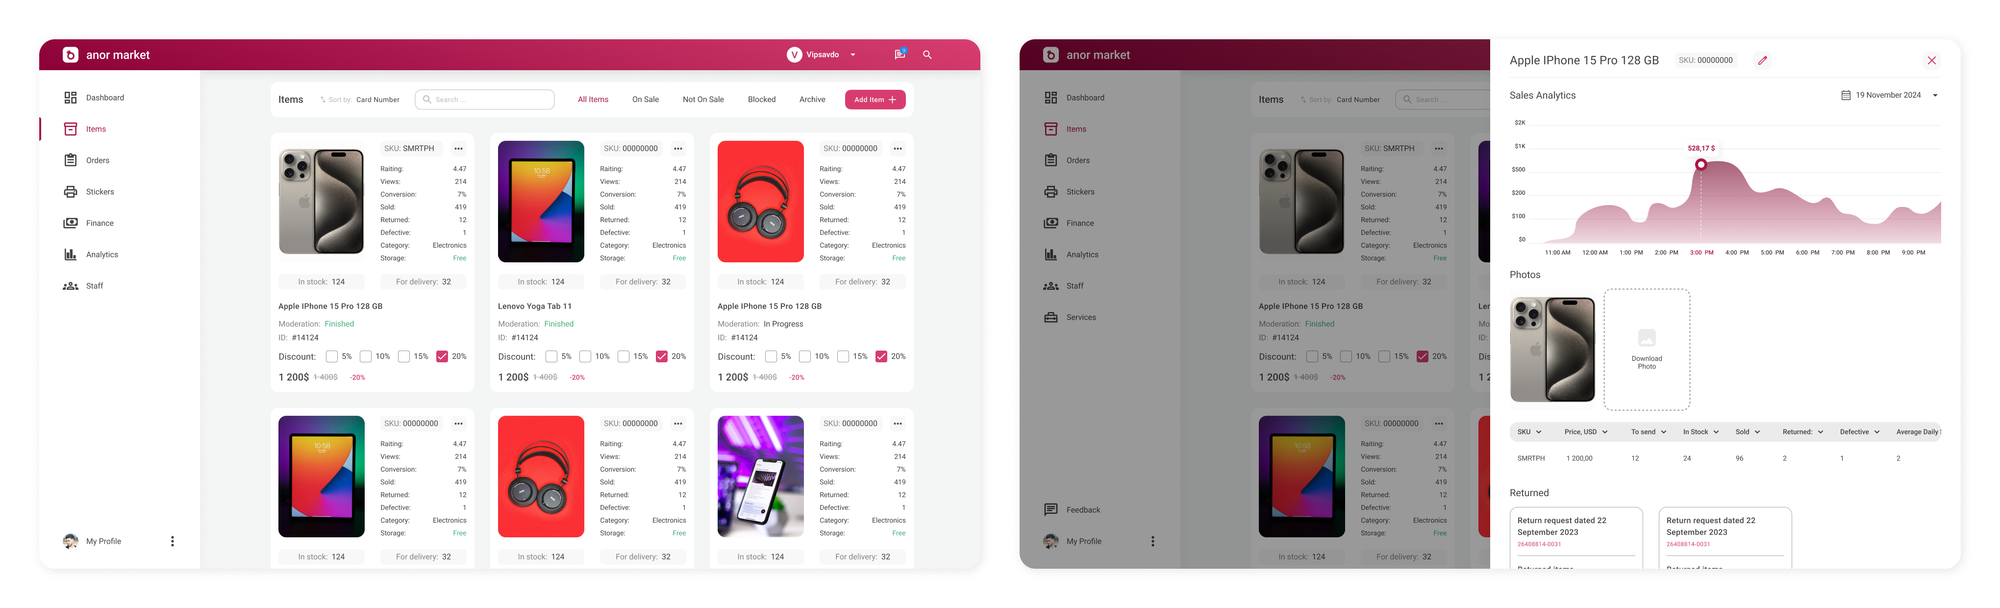 anor market
V Vipsavdo
Dashboard
Items
Orders
Stickers
Finance
Analytics
Staff
My Profile
Items Sort by: Card Number Search ... All Items On Sale Not On Sale Blocked Archive Add Item
SKU: SMRTPH
Raiting: 4.47
Views: 214
Conversion: 7%
Sold: 419
Returned: 12
Defective: 1
Category: Electronics
Storage: Free
In stock: 124 For delivery: 32
Apple IPhone 15 Pro 128 GB
Moderation: Finished
ID: #14124
Discount: 5% 10% 15% 20%
1 200$ 1 400$ -20%
SKU: 00000000
Raiting: 4.47
Views: 214
Conversion: 7%
Sold: 419
Returned: 12
Defective: 1
Category: Electronics
Storage: Free
In stock: 124 For delivery: 32
Lenovo Yoga Tab 11
Moderation: Finished
ID: #14124
Discount: 5% 10% 15% 20%
1 200$ 1 400$ -20%
SKU: 00000000
Raiting: 4.47
Views: 214
Conversion: 7%
Sold: 419
Returned: 12
Defective: 1
Category: Electronics
Storage: Free
In stock: 124 For delivery: 32
Apple IPhone 15 Pro 128 GB
Moderation: In Progress
ID: #14124
Discount: 5% 10% 15% 20%
1 200$ 1 400$ -20%
SKU: 00000000
Raiting: 4.47
Views: 214
Conversion: 7%
Sold: 419
Returned: 12
Defective: 1
Category: Electronics
Storage: Free
In stock: 124 For delivery: 32
SKU: 00000000
Raiting: 4.47
Views: 214
Conversion: 7%
Sold: 419
Returned: 12
Defective: 1
Category: Electronics
Storage: Free
In stock: 124 For delivery: 32
SKU: 00000000
Raiting: 4.47
Views: 214
Conversion: 7%
Sold: 419
Returned: 12
Defective: 1
Category: Electronics
Storage: Free
In stock: 124 For delivery: 32
anor market
Dashboard
Items
Orders
Stickers
Finance
Analytics
Staff
Services
Feedback
My Profile
Items Sort by: Card Number Search ...
SKU: SMRTPH
Raiting: 4.47
Views: 214
Conversion: 7%
Sold: 419
Returned: 12
Defective: 1
Category: Electronics
Storage: Free
In stock: 124 For delivery: 32
Apple IPhone 15 Pro 128 GB
Moderation: Finished
ID: #14124
Discount: 5% 10% 15% 20%
1 200$ 1 400$ -20%
Mod
ID: #
Disc
1 20
SKU: 00000000
Raiting: 4.47
Views: 214
Conversion: 7%
Sold: 419
Returned: 12
Defective: 1
Category: Electronics
Storage: Free
In stock: 124 For delivery: 32
Apple IPhone 15 Pro 128 GB SKU: 00000000
Sales Analytics 19 November 2024
$2K
$1K
$500
$200
$100
$0
528,17 $
11:00 AM 12:00 AM 1:00 PM 2:00 PM 3:00 PM 4:00 PM 5:00 PM 6:00 PM 7:00 PM 8:00 PM 9:00 PM
Photos
Download
Photo
SKU Price, USD To send In Stock Sold Returned: Defective Average Daily
SMRTPH 1 200,00 12 24 96 2 1 2
Returned
Return request dated 22
September 2023
26408814-0031
Returned items
Return request dated 22
September 2023
26408814-0031
Returned items